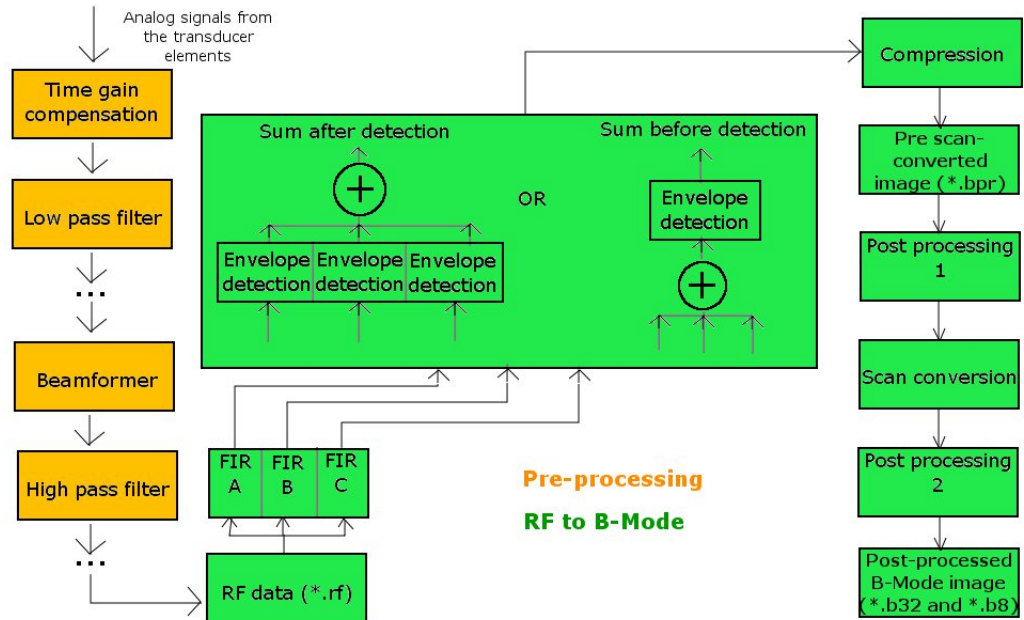 Analog signals from
the transducer
elements
Time gain
compensation
Low pass filter
...
Beamformer
High pass filter
...
RF data (*.rf)
FIR
A
FIR
B
FIR
C
Sum after detection
Envelope
detection
Envelope
detection
Envelope
detection
OR
Sum before detection
Envelope
detection
Compression
Pre scan-
converted
image (*.bpr)
Post processing
1
Scan conversion
Post processing
2
Post-processed
B-Mode image
(*.b32 and *.b8)
Pre-processing
RF to B-Mode